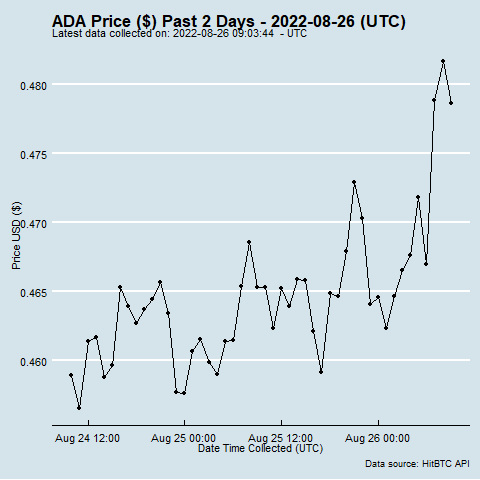 ADA Price ($) Past 2 Days - 2022-08-26 (UTC)
Latest data collected on: 2022-08-26 09:03:44 - UTC
0.480
0.475
0.470
0.465
0.460
Price USD ($)
Aug 24 12:00 Aug 25 00:00 Aug 25 12:00 Aug 26 00:00
Date Time Collected (UTC)
Data source: HitBTC API